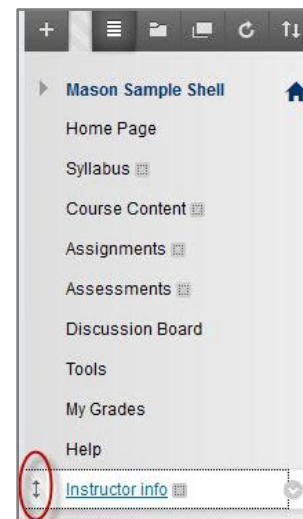 Mason Sample Shell
Home Page
Syllabus
Course Content
Assignments
Assessments
Discussion Board
Tools
My Grades
Help
Instructor info